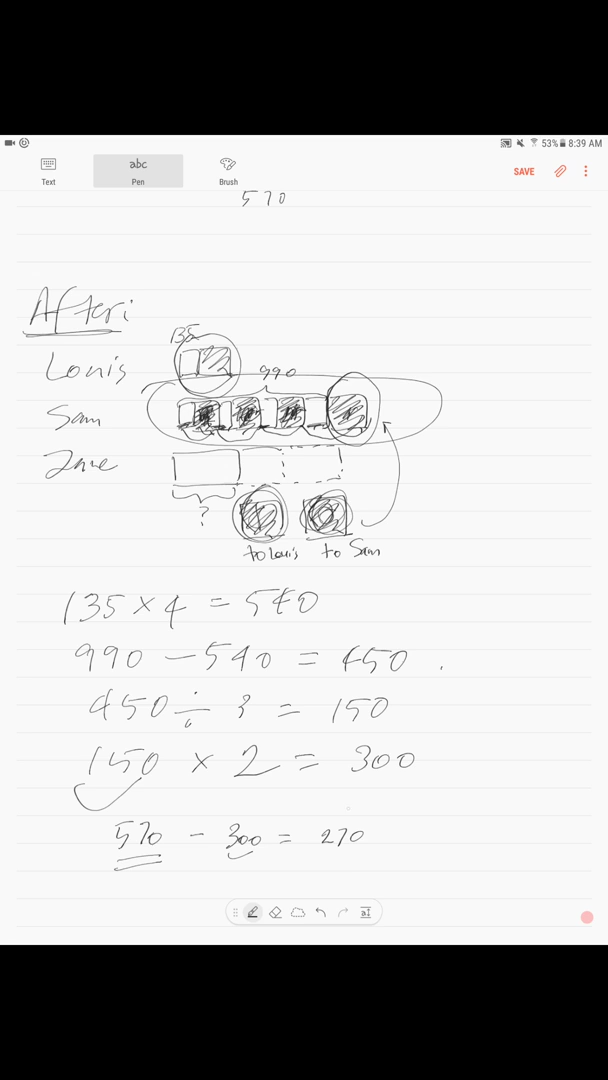 53% 8:39 AM
abc
Text Pen Brush SAVE
570
After:
135
Louis
990
Sam
Jane
?
to Louis to Sam
135 × 4 = 540
990 - 540 = 450
450 ÷ 3 = 150
150 × 2 = 300
570 - 300 = 270
aI